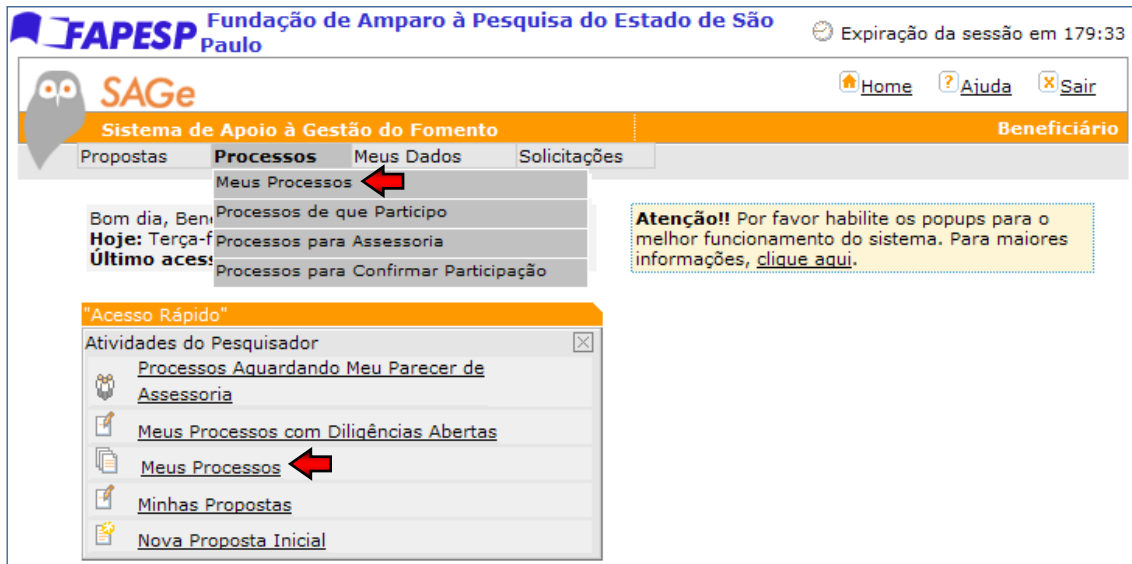 FAPESP Fundação de Amparo à Pesquisa do Estado de São
Paulo
Expiração da sessão em 179:33
SAGe
Home Ajuda Sair
Sistema de Apoio à Gestão do Fomento Beneficiário
Propostas Processos Meus Dados Solicitações
Meus Processos
Processos de que Participo
Processos para Assessoria
Processos para Confirmar Participação
Bom dia,
Hoje:
Último
Atenção!! Por favor habilite os popups para o
melhor funcionamento do sistema. Para maiores
informações, clique aqui.
"Acesso Rápido"
Atividades do Pesquisador
Processos Aguardando Meu Parecer de
Assessoria
Meus Processos com Diligências Abertas
Meus Processos
Minhas Propostas
Nova Proposta Inicial